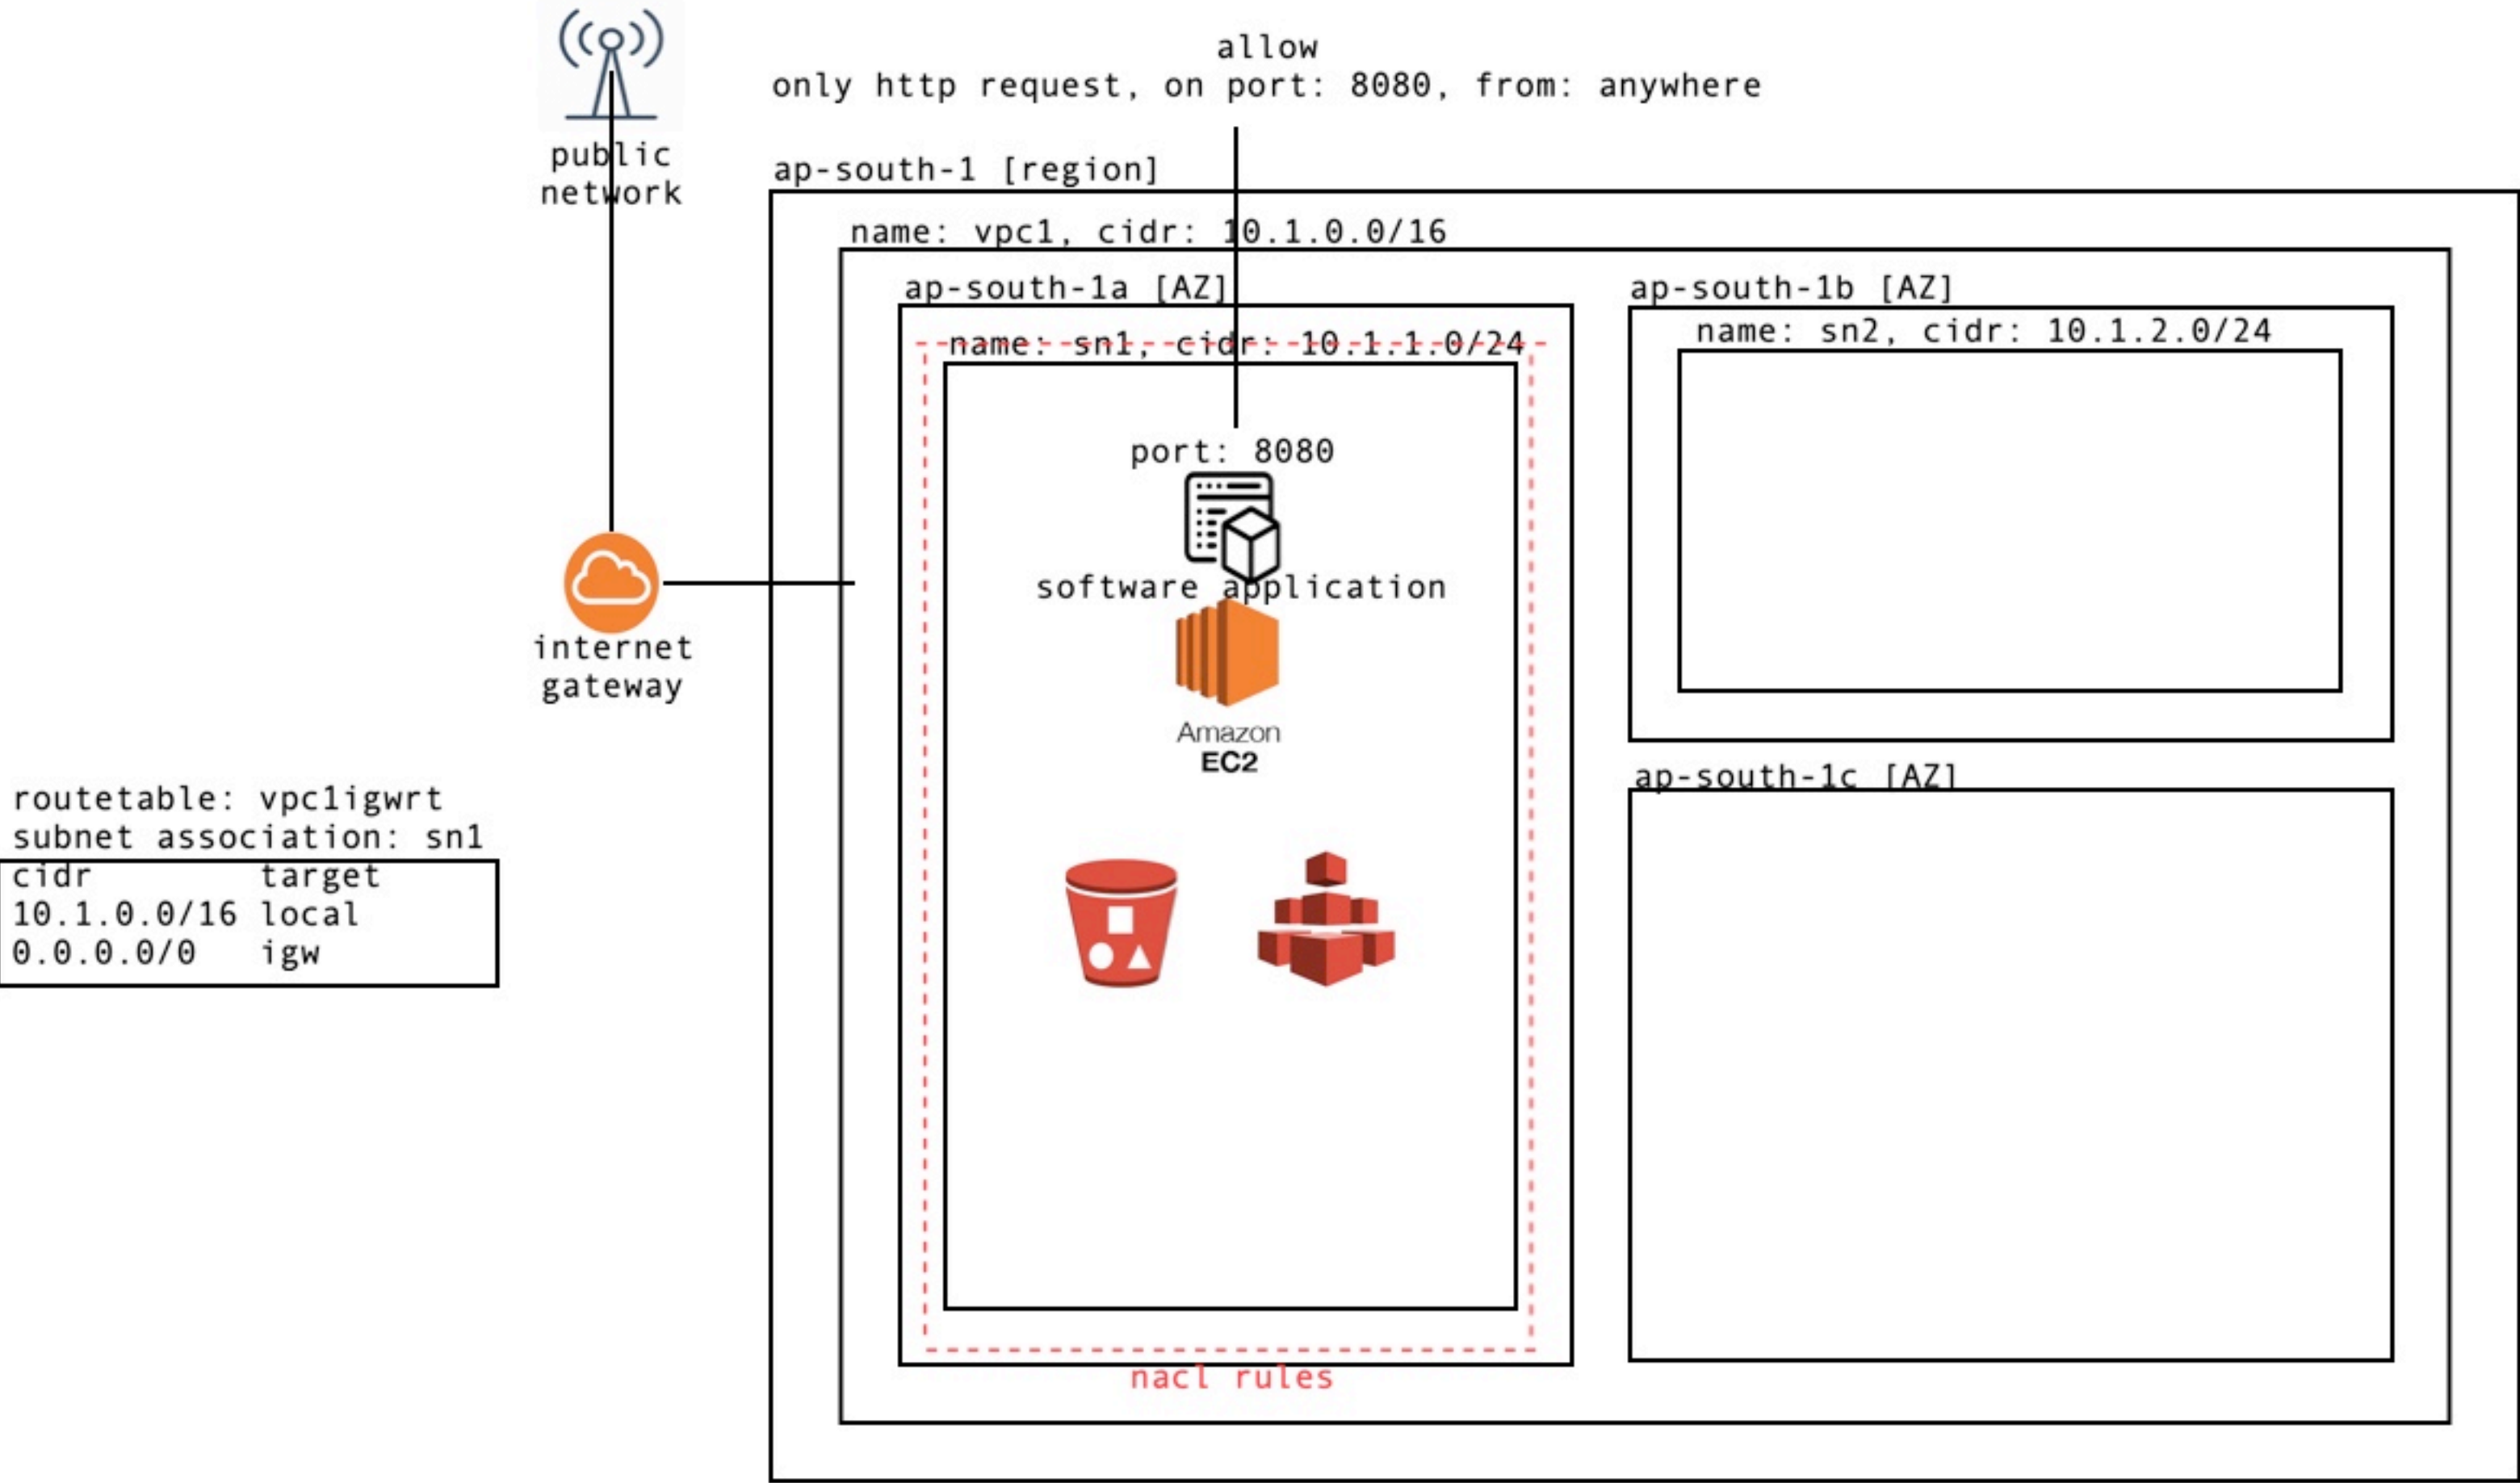 allow
only http request, on port: 8080, from: anywhere
public
network
ap-south-1 [region]
name: vpc1, cidr: 10.1.0.0/16
ap-south-1a [AZ]
name: sn1, cidr: 10.1.1.0/24
ap-south-1b [AZ]
name: sn2, cidr: 10.1.2.0/24
port: 8080
software application
Amazon
EC2
internet
gateway
ap-south-1c [AZ]
routetable: vpc1igwrt
subnet association: sn1
cidr target
10.1.0.0/16 local
0.0.0.0/0 igw
nacl rules